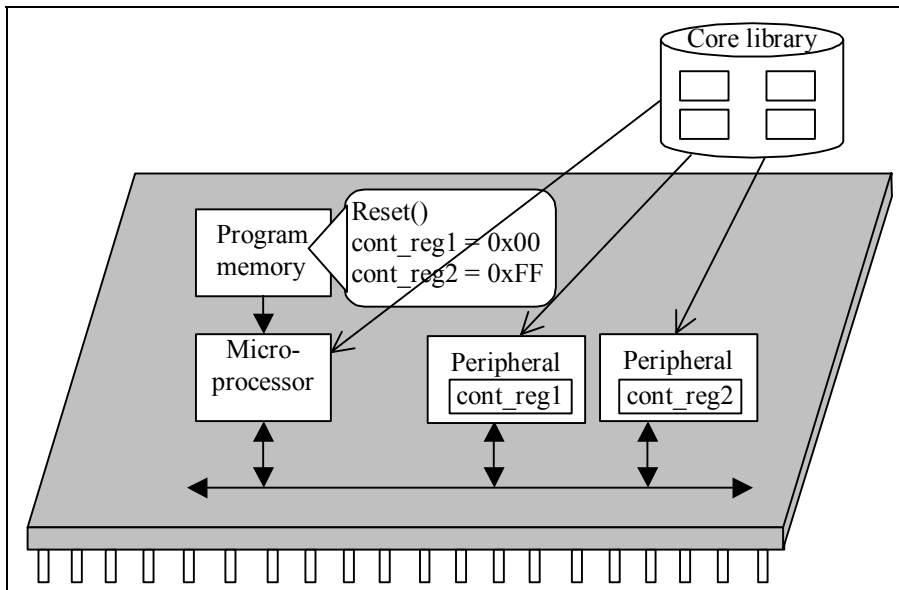 Core library
Program
memory
Reset()
cont_reg1 = 0x00
cont_reg2 = 0xFF
Micro-
processor
Peripheral
cont_reg1
Peripheral
cont_reg2